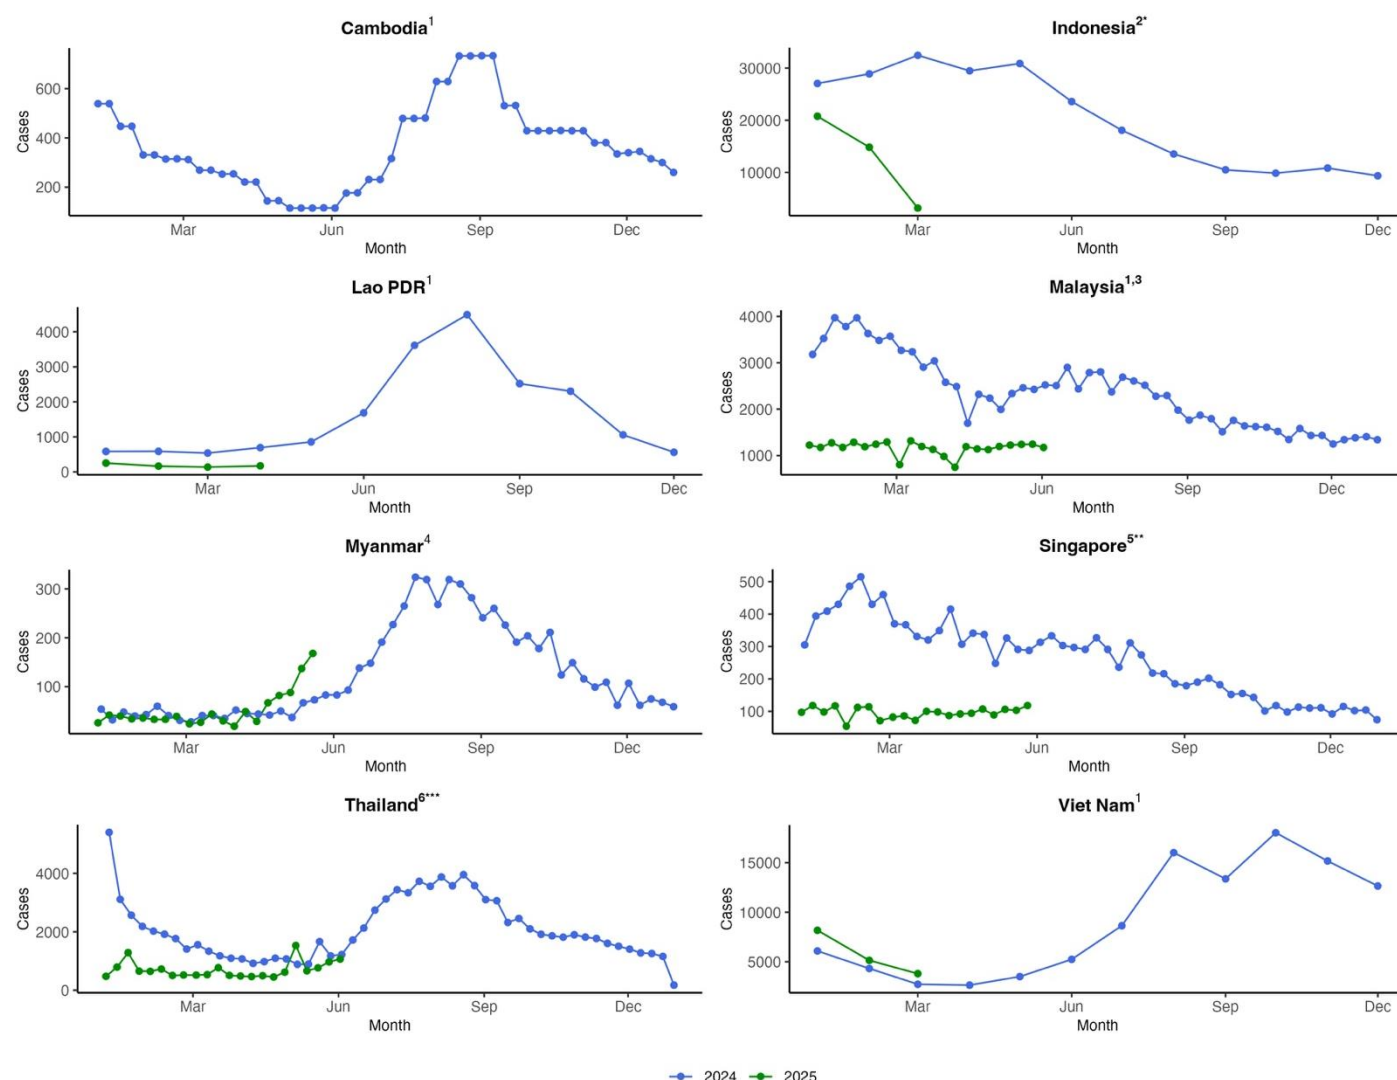 Cambodia1
Cases
600
400
200
Mar Jun Sep Dec
Month
Indonesia2*
Cases
30000
20000
10000
Mar Jun Sep Dec
Month
Lao PDR1
Cases
4000
3000
2000
1000
0
Mar Jun Sep Dec
Month
Malaysia1,3
Cases
4000
3000
2000
1000
Mar Jun Sep Dec
Month
Myanmar4
Cases
300
200
100
Mar Jun Sep Dec
Month
Singapore5**
Cases
500
400
300
200
100
Mar Jun Sep Dec
Month
Thailand6***
Cases
4000
2000
0
Mar Jun Sep Dec
Month
Viet Nam1
Cases
15000
10000
5000
Mar Jun Sep Dec
Month
2024 2025